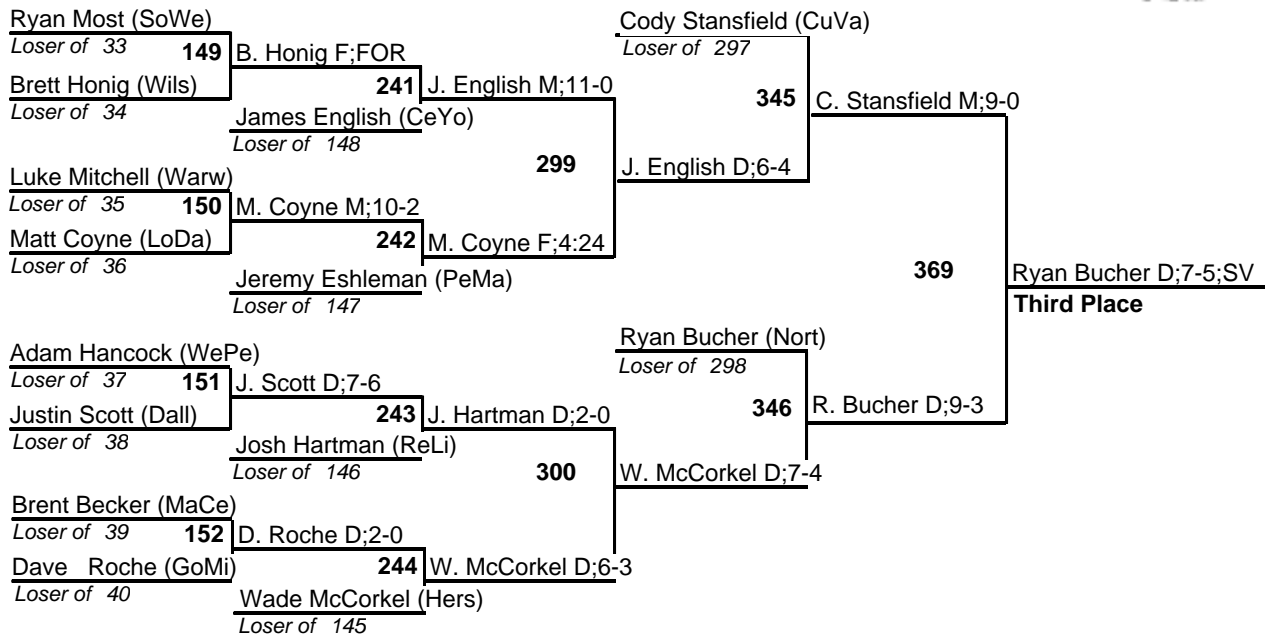 Ryan Most (SoWe)
Loser of 33
149
B. Honig F;FOR
Brett Honig (Wils)
Loser of 34
241
J. English M;11-0
James English (CeYo)
Loser of 148
Luke Mitchell (Warw)
Loser of 35
150
M. Coyne M;10-2
Matt Coyne (LoDa)
Loser of 36
242
M. Coyne F;4:24
Jeremy Eshleman (PeMa)
Loser of 147
299
J. English D;6-4
Cody Stansfield (CuVa)
Loser of 297
345
C. Stansfield M;9-0
Adam Hancock (WePe)
Loser of 37
151
J. Scott D;7-6
Justin Scott (Dall)
Loser of 38
243
J. Hartman D;2-0
Josh Hartman (ReLi)
Loser of 146
Brent Becker (MaCe)
Loser of 39
152
D. Roche D;2-0
Dave Roche (GoMi)
Loser of 40
244
W. McCorkel D;6-3
Wade McCorkel (Hers)
Loser of 145
300
W. McCorkel D;7-4
Ryan Bucher (Nort)
Loser of 298
346
R. Bucher D;9-3
369
Ryan Bucher D;7-5;SV
Third Place